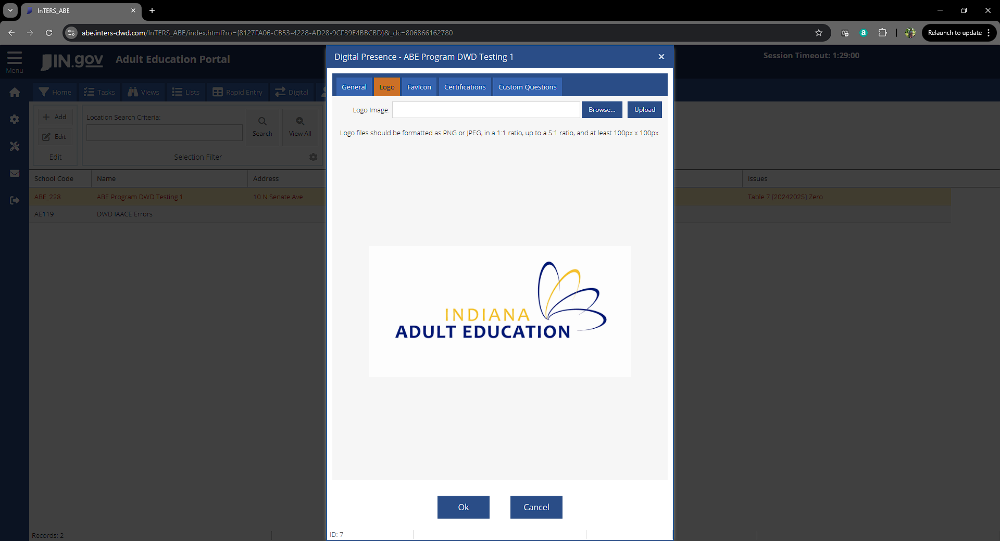 InTERS_ABE
abe.inters-dwd.com/InTERS_ABE/index.html?ro={8127FA06-CB53-4228-AD28-9CF39E4BBCBD}&_dc=806866162780
Relaunch to update
Menu
IN.gov
Adult Education Portal
Session Timeout: 1:29:00
Home
Tasks
Views
Lists
Rapid Entry
Digital
Add
Edit
Edit
Location Search Criteria:
Search
View All
Selection Filter
School Code
Name
Address
Issues
ABE_228
ABE Program DWD Testing 1
10 N Senate Ave
Table 7 [20242025] Zero
AE119
DWD IAACE Errors
Records: 2
Digital Presence - ABE Program DWD Testing 1
General
Logo
FavIcon
Certifications
Custom Questions
Logo Image:
Browse...
Upload
Logo files should be formatted as PNG or JPEG, in a 1:1 ratio, up to a 5:1 ratio, and at least 100px x 100px.
INDIANA
ADULT EDUCATION
Ok
Cancel
ID: 7